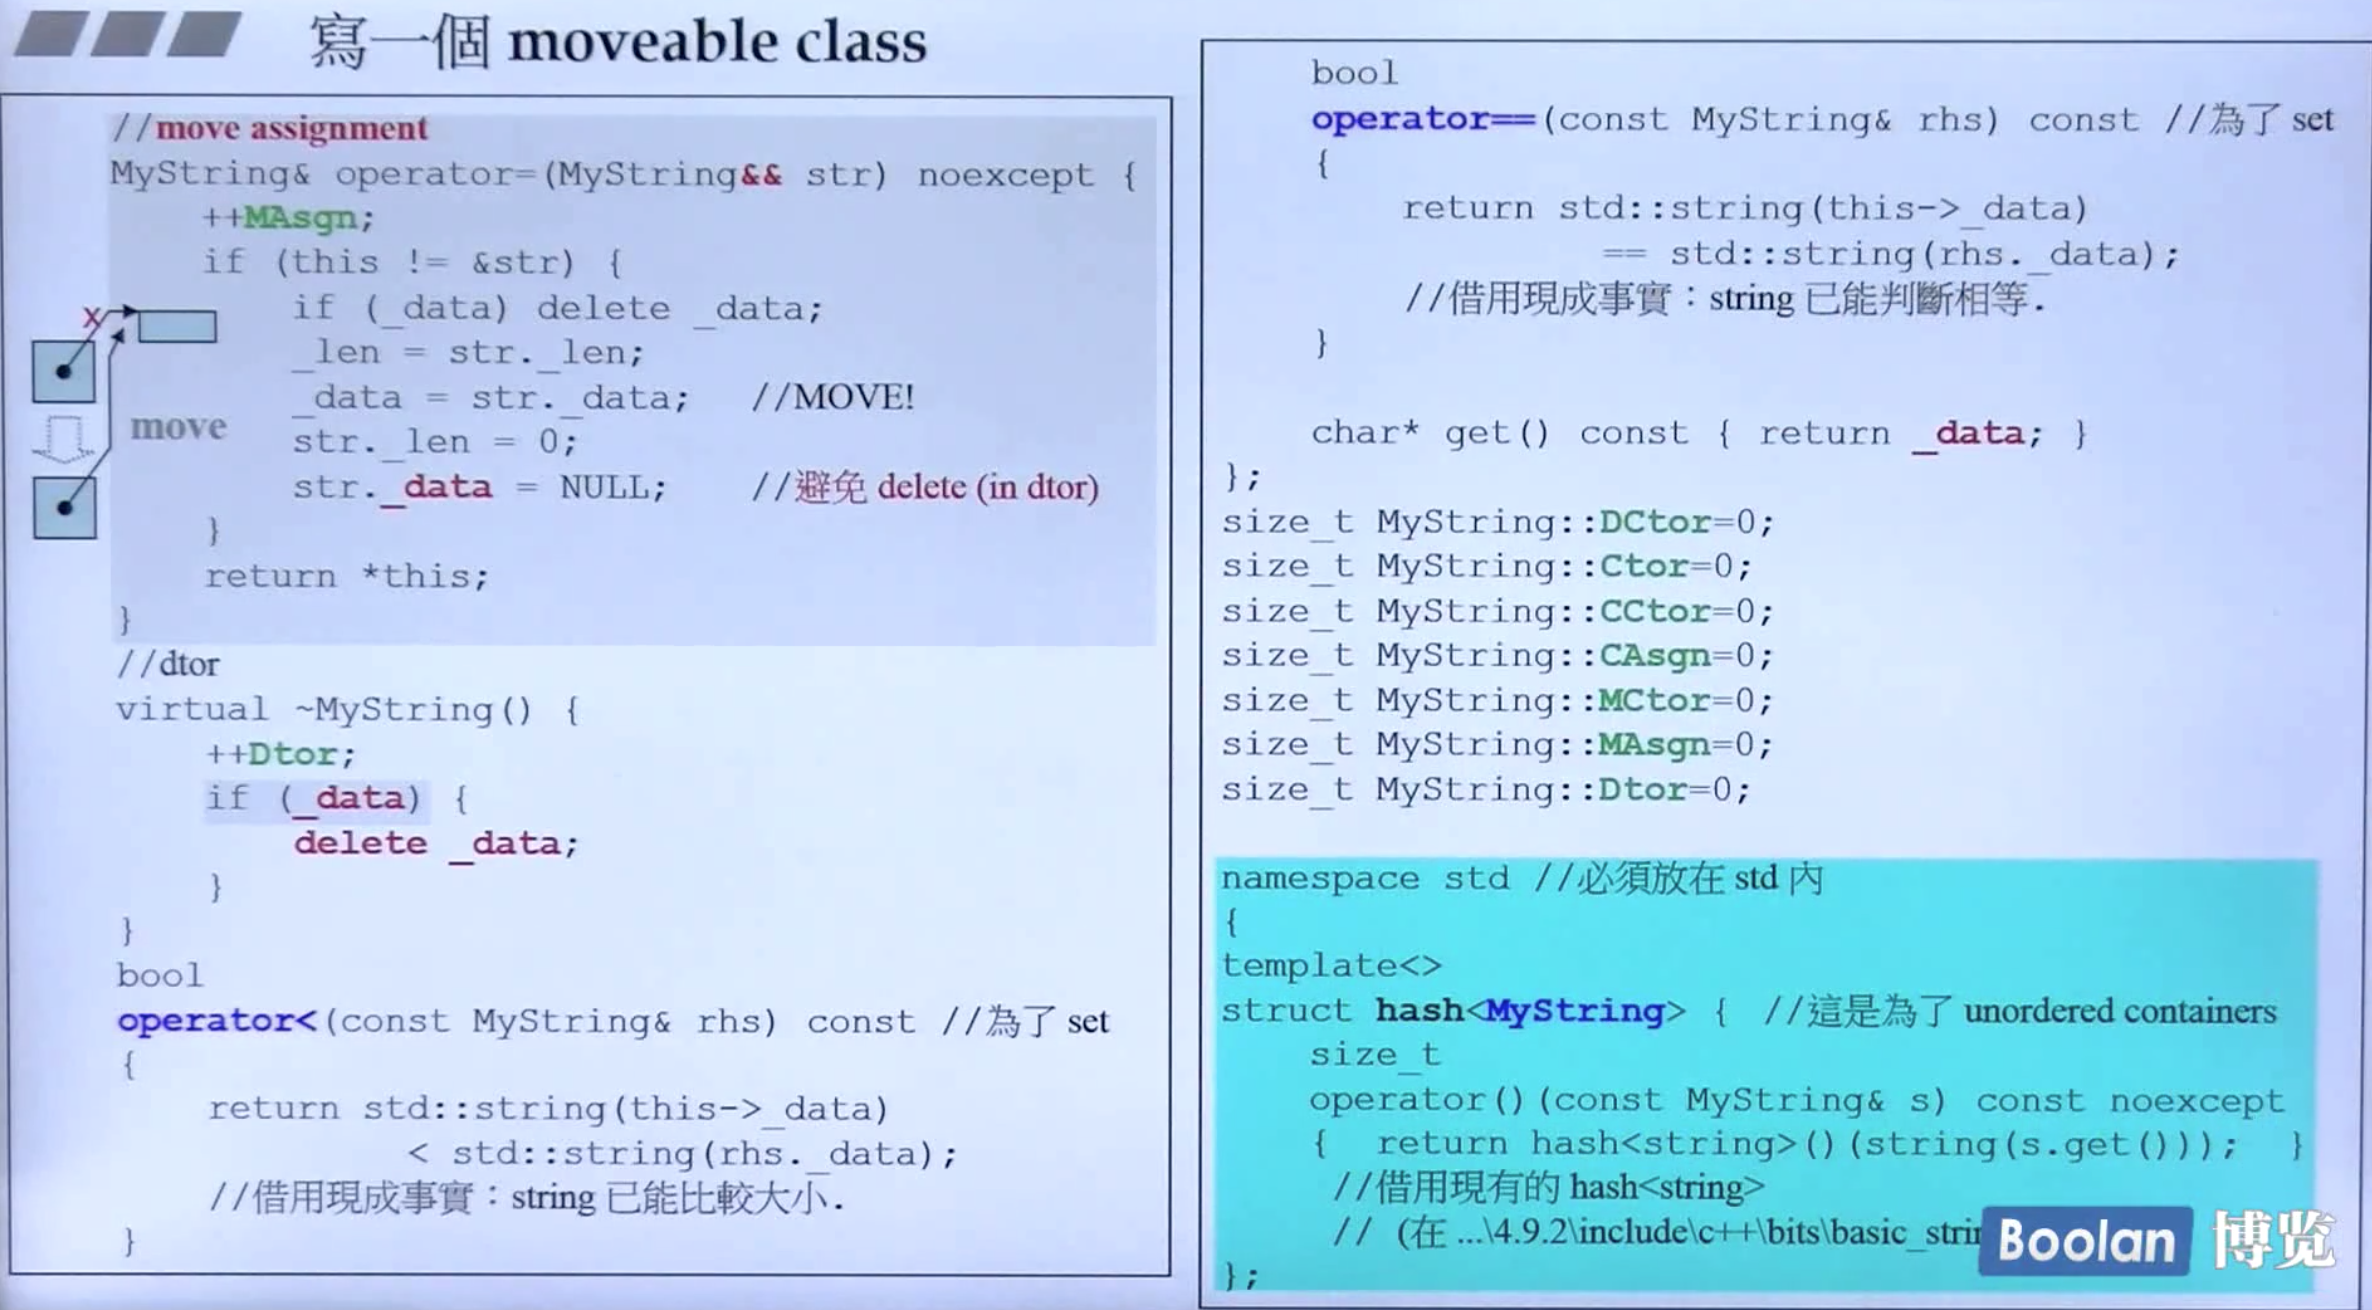 寫一個 moveable class
//move assignment
MyString& operator=(MyString&& str) noexcept {
++MAsgn;
if (this != &str) {
if (_data) delete _data;
_len = str._len;
_data = str._data; //MOVE!
str._len = 0;
str._data = NULL; //避免 delete (in dtor)
}
return *this;
}
x
move
//dtor
virtual ~MyString() {
++Dtor;
if (_data) {
delete _data;
}
}
bool
operator<(const MyString& rhs) const //為了 set
{
return std::string(this->_data)
< std::string(rhs._data);
//借用現成事實：string 已能比較大小.
}
bool
operator==(const MyString& rhs) const //為了 set
{
return std::string(this->_data)
== std::string(rhs._data);
//借用現成事實：string 已能判斷相等.
}
char* get() const { return _data; }
};
size_t MyString::DCtor=0;
size_t MyString::Ctor=0;
size_t MyString::CCtor=0;
size_t MyString::CAsgn=0;
size_t MyString::MCtor=0;
size_t MyString::MAsgn=0;
size_t MyString::Dtor=0;
namespace std //必須放在 std 內
{
template<>
struct hash<MyString> { //這是為了 unordered containers
size_t
operator()(const MyString& s) const noexcept
{ return hash<string>()(string(s.get())); }
//借用現有的 hash<string>
// (在 ...\4.9.2\include\c++\bits\basic_strin
};
Boolan 博览